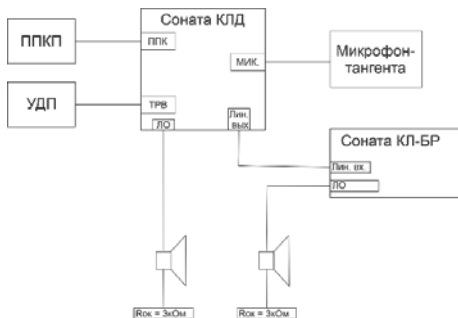 Соната КЛД
ППКП
ППК
МИК.
Микрофон-
тангента
УДП
ТРВ
ЛО
Лин.
вых
Соната КЛ-БР
Лин. вх.
ЛО
Rок = 3кОм
Rок = 3кОм